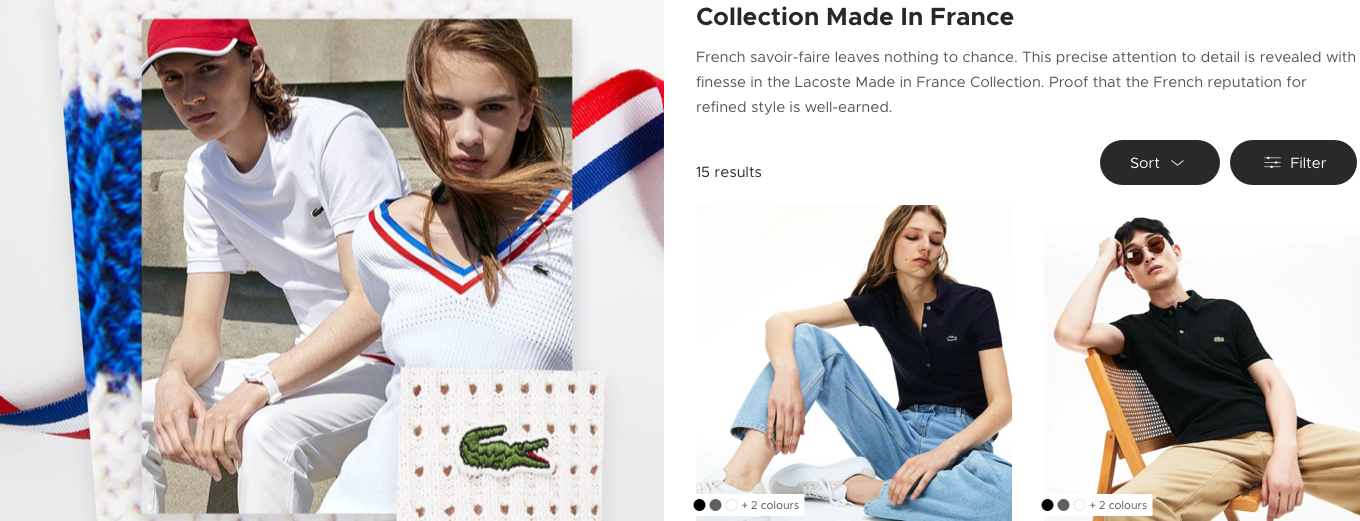 Collection Made In France
French savoir-faire leaves nothing to chance. This precise attention to detail is revealed with
finesse in the Lacoste Made in France Collection. Proof that the French reputation for
refined style is well-earned.
15 results
Sort
Filter
+ 2 colours
+ 2 colours